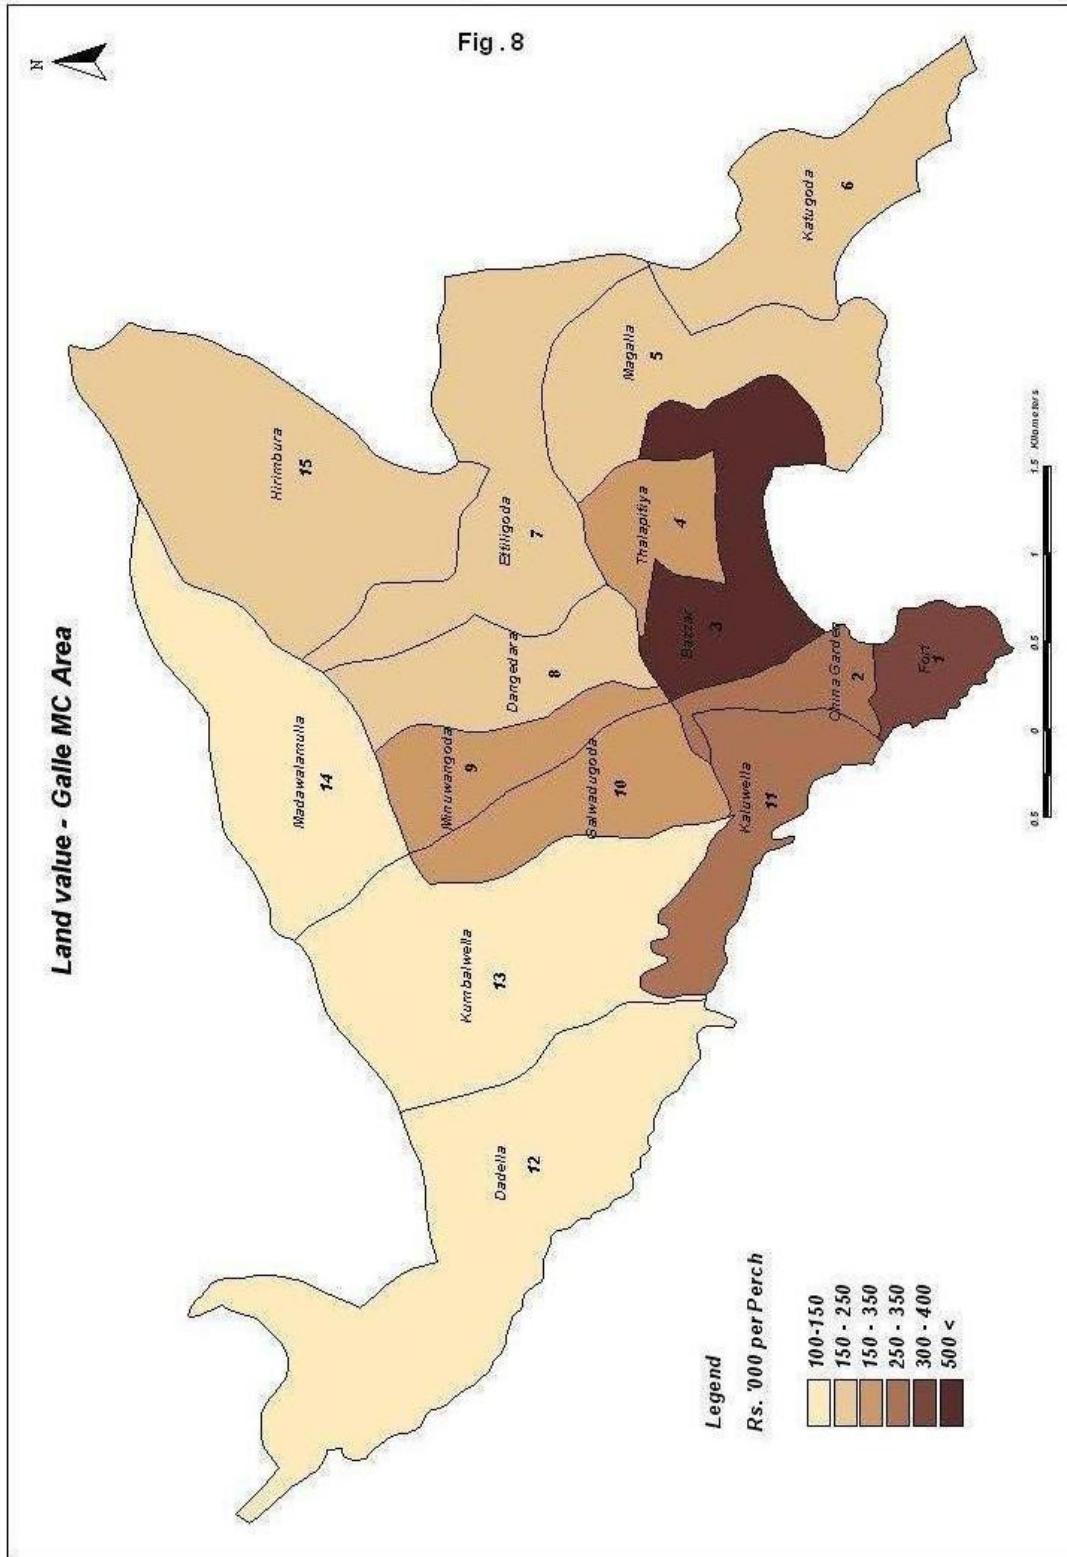 Fig . 8
N
Land value - Galle MC Area
Hirimbura
15
Katugoda
6
Magalla
5
Ettiligoda
7
Thalapitiya
4
Madawalamulla
14
Dangedara
8
Bazzar
3
Minuwangoda
9
China Garden
2
Fort
1
Galwadugoda
10
Kaluwella
11
Kumbalwella
13
Dadella
12
0.5 0 0.5 1 1.5 Kilometers
Legend
Rs. '000 per Perch
100-150
150 - 250
150 - 350
250 - 350
300 - 400
500 <